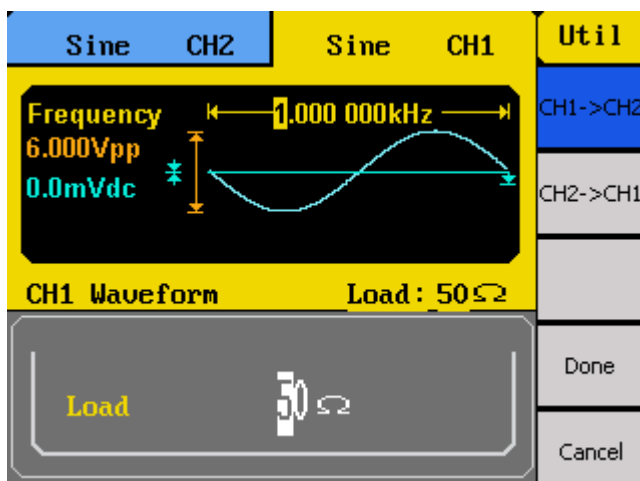 Sine CH2
Sine CH1
Util
Frequency
1.000 000kHz
6.000Vpp
0.0mVdc
CH1->CH2
CH2->CH1
CH1 Waveform
Load: 50Ω
Load 50Ω
Done
Cancel